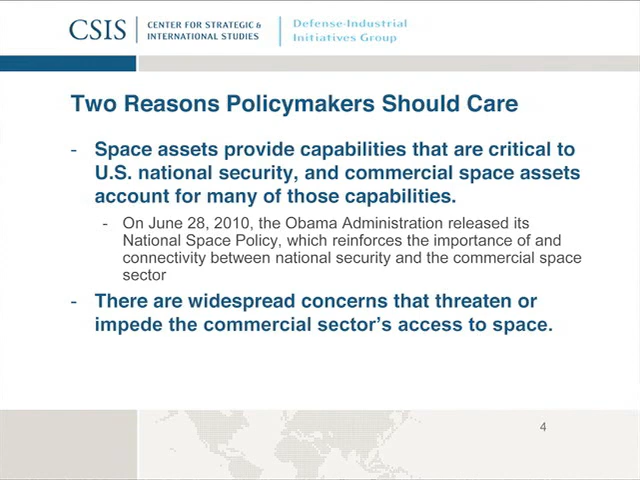 CSIS
CENTER FOR STRATEGIC &
INTERNATIONAL STUDIES
Defense-Industrial
Initiatives Group
Two Reasons Policymakers Should Care
- Space assets provide capabilities that are critical to
U.S. national security, and commercial space assets
account for many of those capabilities.
- On June 28, 2010, the Obama Administration released its
National Space Policy, which reinforces the importance of and
connectivity between national security and the commercial space
sector
- There are widespread concerns that threaten or
impede the commercial sector's access to space.
4